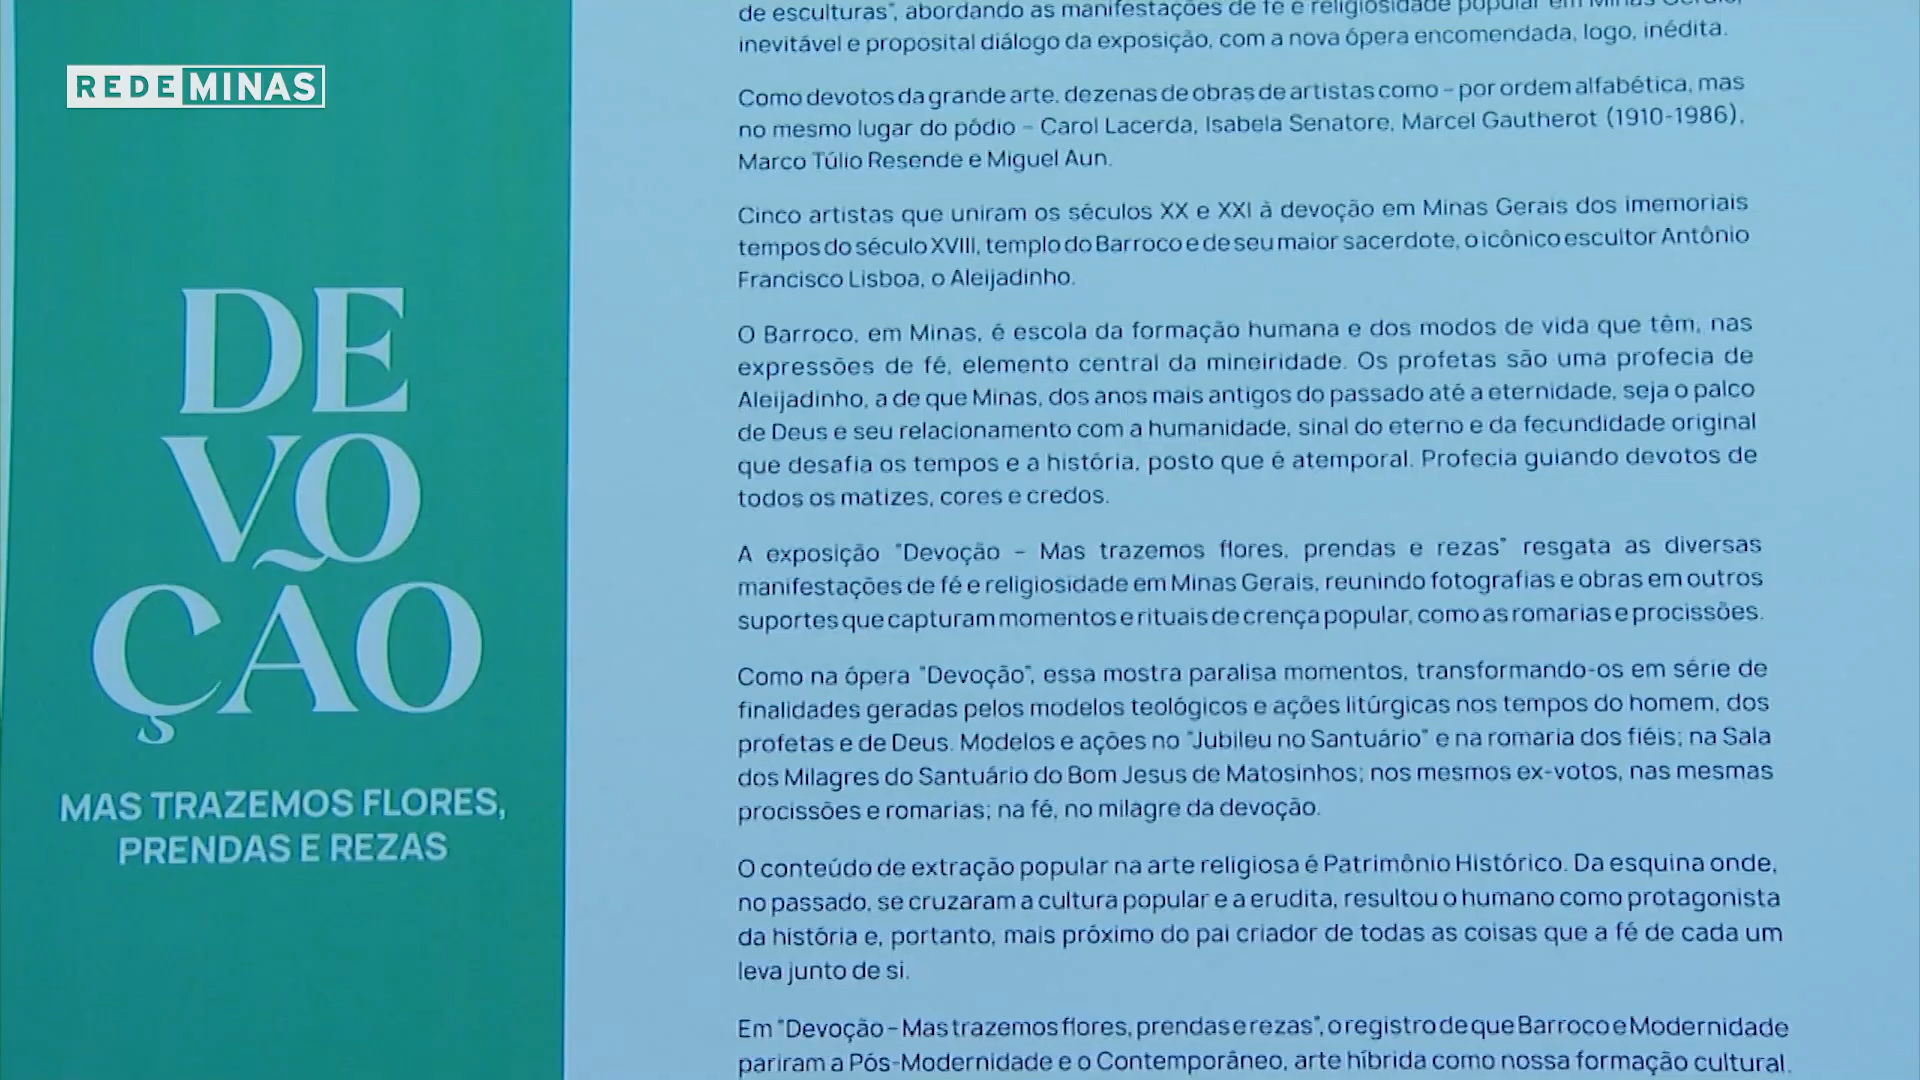 REDE MINAS
DE
VO
ÇÃO
MAS TRAZEMOS FLORES,
PRENDAS E REZAS
de esculturas", abordando as manifestações de fé e religiosidade popular em Minas Gerais,
inevitável e proposital diálogo da exposição, com a nova ópera encomendada, logo, inédita.
Como devotos da grande arte, dezenas de obras de artistas como – por ordem alfabética, mas
no mesmo lugar do pódio – Carol Lacerda, Isabela Senatore, Marcel Gautherot (1910-1986),
Marco Túlio Resende e Miguel Aun.
Cinco artistas que uniram os séculos XX e XXI à devoção em Minas Gerais dos imemoriais
tempos do século XVIII, templo do Barroco e de seu maior sacerdote, o icônico escultor Antônio
Francisco Lisboa, o Aleijadinho.
O Barroco, em Minas, é escola da formação humana e dos modos de vida que têm, nas
expressões de fé, elemento central da mineiridade. Os profetas são uma profecia de
Aleijadinho, a de que Minas, dos anos mais antigos do passado até a eternidade, seja o palco
de Deus e seu relacionamento com a humanidade, sinal do eterno e da fecundidade original
que desafia os tempos e a história, posto que é atemporal. Profecia guiando devotos de
todos os matizes, cores e credos.
A exposição "Devoção – Mas trazemos flores, prendas e rezas" resgata as diversas
manifestações de fé e religiosidade em Minas Gerais, reunindo fotografias e obras em outros
suportes que capturam momentos e rituais de crença popular, como as romarias e procissões.
Como na ópera "Devoção", essa mostra paralisa momentos, transformando-os em série de
finalidades geradas pelos modelos teológicos e ações litúrgicas nos tempos do homem, dos
profetas e de Deus. Modelos e ações no "Jubileu no Santuário" e na romaria dos fiéis; na Sala
dos Milagres do Santuário do Bom Jesus de Matosinhos; nos mesmos ex-votos, nas mesmas
procissões e romarias; na fé, no milagre da devoção.
O conteúdo de extração popular na arte religiosa é Patrimônio Histórico. Da esquina onde,
no passado, se cruzaram a cultura popular e a erudita, resultou o humano como protagonista
da história e, portanto, mais próximo do pai criador de todas as coisas que a fé de cada um
leva junto de si.
Em "Devoção – Mas trazemos flores, prendas e rezas", o registro de que Barroco e Modernidade
pariram a Pós-Modernidade e o Contemporâneo, arte híbrida como nossa formação cultural.